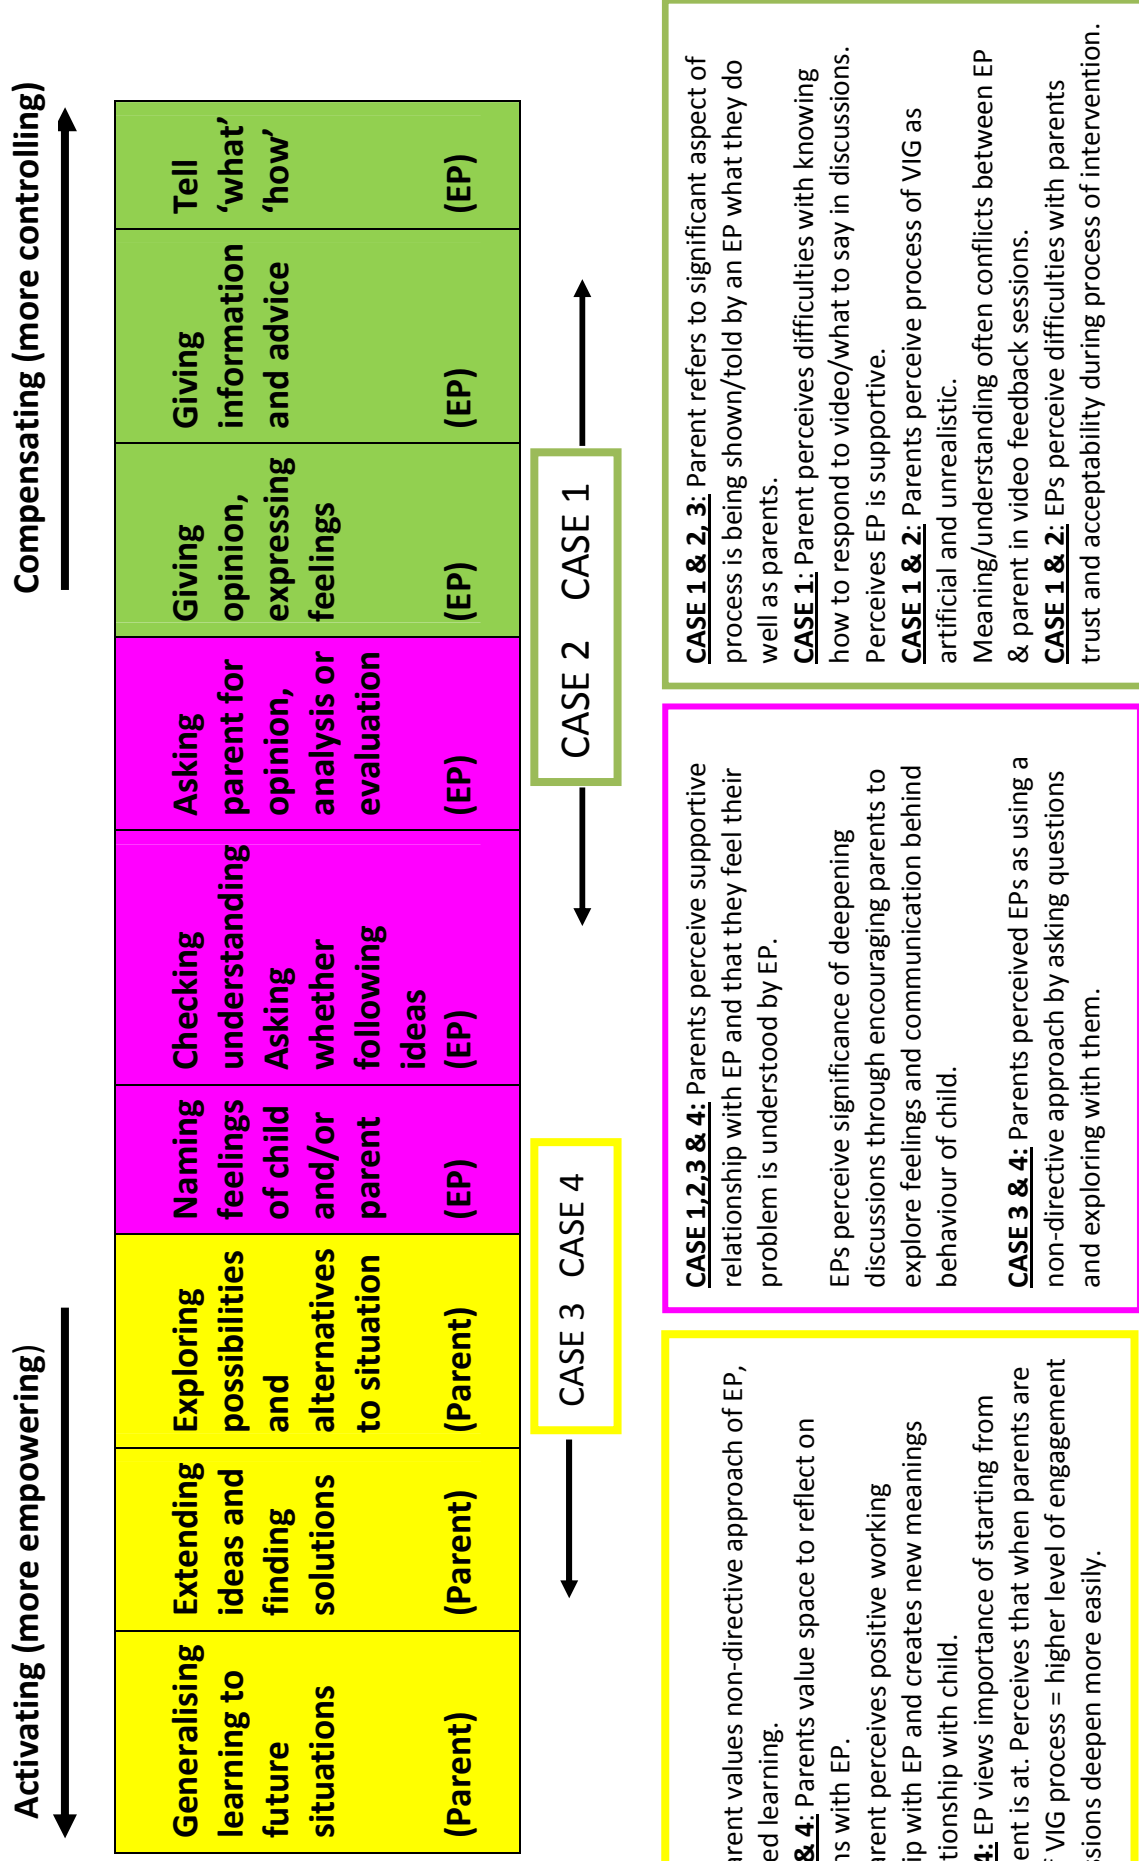 Activating (more empowering)
Compensating (more controlling)
Generalising
learning to
future
situations
(Parent)
Extending
ideas and
finding
solutions
(Parent)
Exploring
possibilities
and
alternatives
to situation
(Parent)
Naming
feelings
of child
and/or
parent
(EP)
Checking
understanding
Asking
whether
following
ideas
(EP)
Asking
parent for
opinion,
analysis or
evaluation
(EP)
Giving
opinion,
expressing
feelings
(EP)
Giving
information
and advice
(EP)
Tell
‘what’
‘how’
(EP)
CASE 3 CASE 4
CASE 2 CASE 1
values non-directive approach of EP,
learning.
& 4: Parents value space to reflect on
with EP.
perceives positive working
with EP and creates new meanings
with child.
4: EP views importance of starting from
is at. Perceives that when parents are
VIG process = higher level of engagement
deepen more easily.
CASE 1,2,3 & 4: Parents perceive supportive
relationship with EP and that they feel their
problem is understood by EP.
EPs perceive significance of deepening
discussions through encouraging parents to
explore feelings and communication behind
behaviour of child.
CASE 3 & 4: Parents perceived EPs as using a
non-directive approach by asking questions
and exploring with them.
CASE 1 & 2, 3: Parent refers to significant aspect of
process is being shown/told by an EP what they do
well as parents.
CASE 1: Parent perceives difficulties with knowing
how to respond to video/what to say in discussions.
Perceives EP is supportive.
CASE 1 & 2: Parents perceive process of VIG as
artificial and unrealistic.
Meaning/understanding often conflicts between EP
& parent in video feedback sessions.
CASE 1 & 2: EPs perceive difficulties with parents
trust and acceptability during process of intervention.